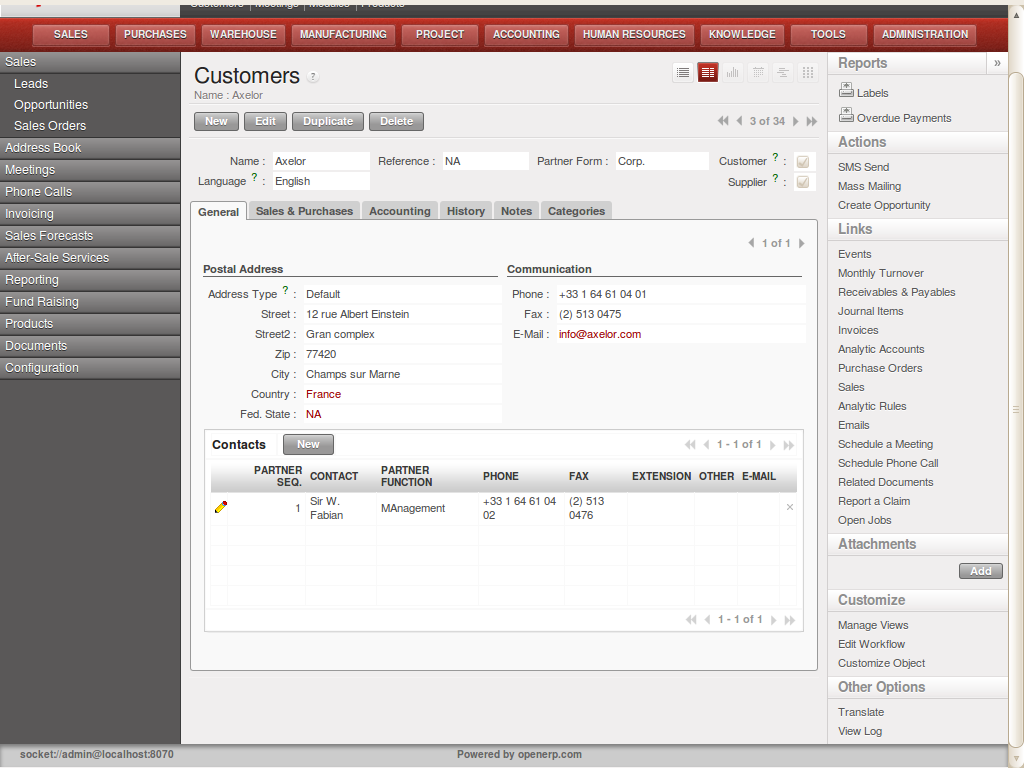 Customers Meetings Modules Products
SALES PURCHASES WAREHOUSE MANUFACTURING PROJECT ACCOUNTING HUMAN RESOURCES KNOWLEDGE TOOLS ADMINISTRATION
Sales
Leads
Opportunities
Sales Orders
Address Book
Meetings
Phone Calls
Invoicing
Sales Forecasts
After-Sale Services
Reporting
Fund Raising
Products
Documents
Configuration
Customers ?
Name : Axelor
New Edit Duplicate Delete 3 of 34
Name : Axelor Reference : NA Partner Form : Corp. Customer ? :
Language ? : English Supplier ? :
General Sales & Purchases Accounting History Notes Categories
1 of 1
Postal Address
Address Type ? : Default
Street : 12 rue Albert Einstein
Street2 : Gran complex
Zip : 77420
City : Champs sur Marne
Country : France
Fed. State : NA
Communication
Phone : +33 1 64 61 04 01
Fax : (2) 513 0475
E-Mail : info@axelor.com
Contacts New 1 - 1 of 1
PARTNER SEQ. CONTACT PARTNER FUNCTION PHONE FAX EXTENSION OTHER E-MAIL
1 Sir W. Fabian MAnagement +33 1 64 61 04 02 (2) 513 0476
1 - 1 of 1
Reports »
Labels
Overdue Payments
Actions
SMS Send
Mass Mailing
Create Opportunity
Links
Events
Monthly Turnover
Receivables & Payables
Journal Items
Invoices
Analytic Accounts
Purchase Orders
Sales
Analytic Rules
Emails
Schedule a Meeting
Schedule Phone Call
Related Documents
Report a Claim
Open Jobs
Attachments
Add
Customize
Manage Views
Edit Workflow
Customize Object
Other Options
Translate
View Log
socket://admin@localhost:8070 Powered by openerp.com